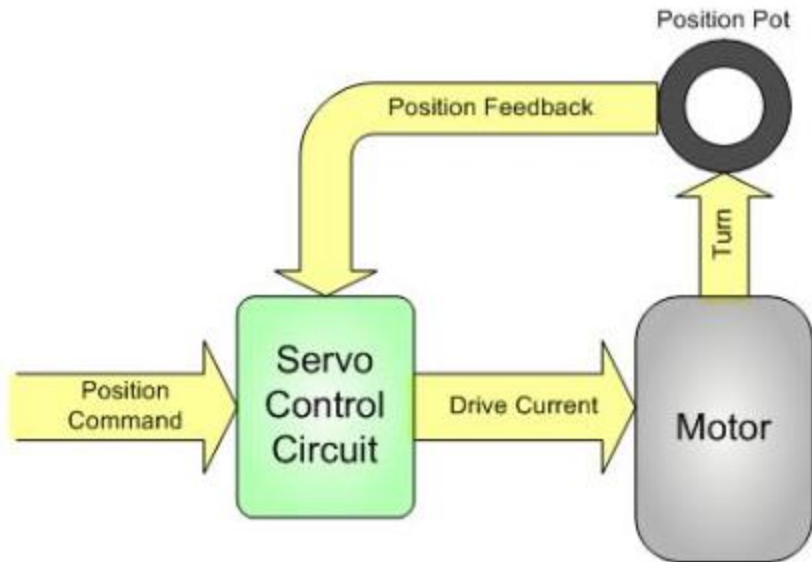 Position Pot
Position Feedback
Turn
Servo
Control
Circuit
Position
Command
Drive Current
Motor